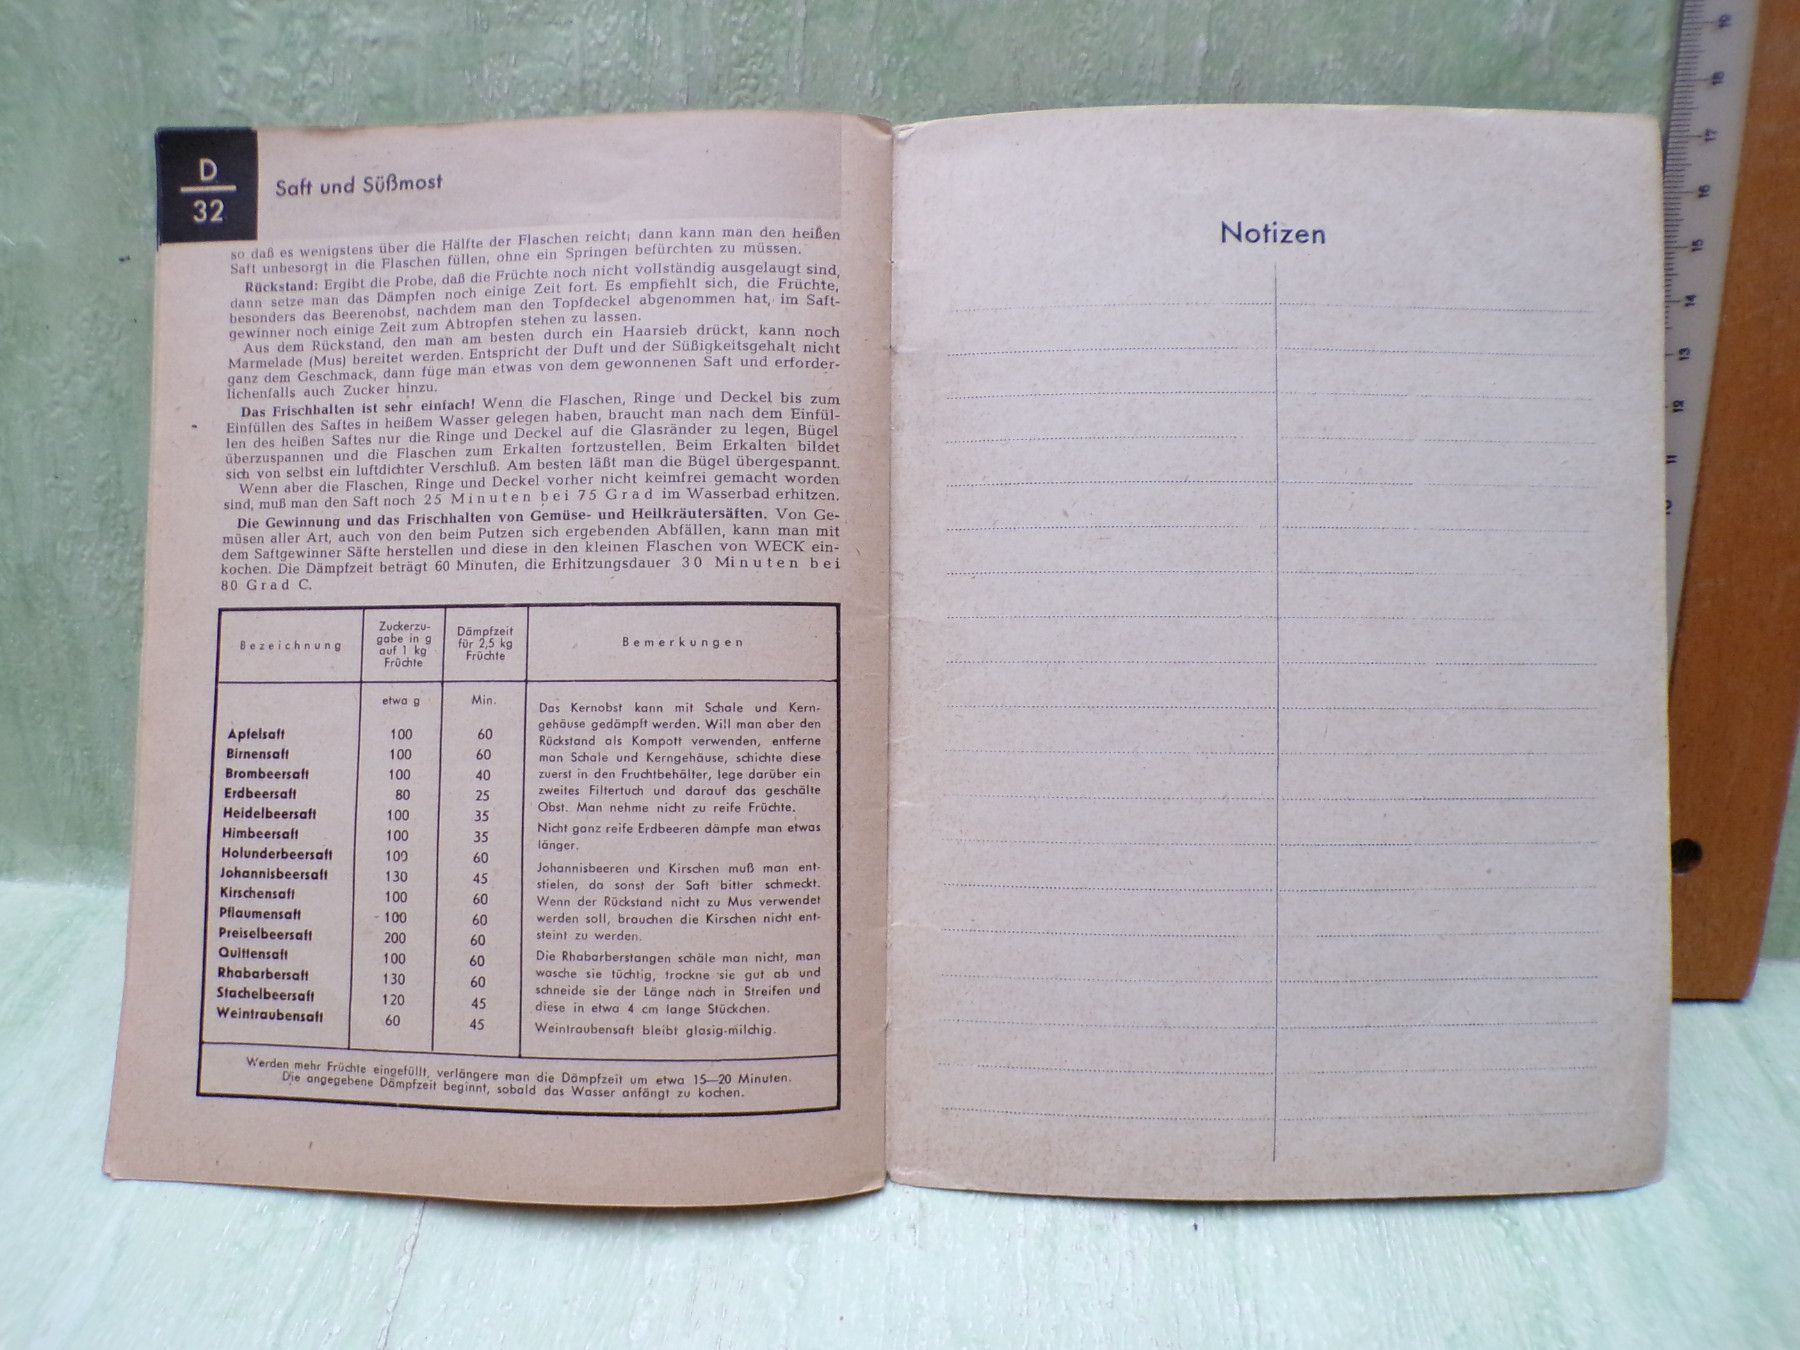 D
32
Saft und Süßmost
so daß es wenigstens über die Hälfte der Flaschen reicht; dann kann man den heißen
Saft unbesorgt in die Flaschen füllen, ohne ein Springen befürchten zu müssen.
Rückstand: Ergibt die Probe, daß die Früchte noch nicht vollständig ausgelaugt sind,
dann setze man das Dämpfen noch einige Zeit fort. Es empfiehlt sich, die Früchte,
besonders das Beerenobst, nachdem man den Topfdeckel abgenommen hat, im Saft-
gewinner noch einige Zeit zum Abtropfen stehen zu lassen.
Aus dem Rückstand, den man am besten durch ein Haarsieb drückt, kann noch
Marmelade (Mus) bereitet werden. Entspricht der Duft und der Süßigkeitsgehalt nicht
ganz dem Geschmack, dann füge man etwas von dem gewonnenen Saft und erforder-
lichenfalls auch Zucker hinzu.
Das Frischhalten ist sehr einfach! Wenn die Flaschen, Ringe und Deckel bis zum
Einfüllen des Saftes in heißem Wasser gelegen haben, braucht man nach dem Einfül-
len des heißen Saftes nur die Ringe und Deckel auf die Glasränder zu legen, Bügel
überzuspannen und die Flaschen zum Erkalten fortzustellen. Beim Erkalten bildet
sich von selbst ein luftdichter Verschluß. Am besten läßt man die Bügel übergespannt.
Wenn aber die Flaschen, Ringe und Deckel vorher nicht keimfrei gemacht worden
sind, muß man den Saft noch 25 Minuten bei 75 Grad im Wasserbad erhitzen.
Die Gewinnung und das Frischhalten von Gemüse- und Heilkräutersäften. Von Ge-
müsen aller Art, auch von den beim Putzen sich ergebenden Abfällen, kann man mit
dem Saftgewinner Säfte herstellen und diese in den kleinen Flaschen von WECK ein-
kochen. Die Dämpfzeit beträgt 60 Minuten, die Erhitzungsdauer 30 Minuten bei
80 Grad C.
Bezeichnung
Zuckerzu-
gabe in g
auf 1 kg
Früchte
Dämpfzeit
für 2,5 kg
Früchte
Bemerkungen
etwa g
Min.
Apfelsaft 100 60
Birnensaft 100 60
Brombeersaft 100 40
Erdbeersaft 80 25
Heidelbeersaft 100 35
Himbeersaft 100 35
Holunderbeersaft 100 60
Johannisbeersaft 130 45
Kirschensaft 100 60
Pflaumensaft 100 60
Preiselbeersaft 200 60
Quittensaft 100 60
Rhabarbersaft 130 60
Stachelbeersaft 120 45
Weintraubensaft 60 45
Das Kernobst kann mit Schale und Kern-
gehäuse gedämpft werden. Will man aber den
Rückstand als Kompott verwenden, entferne
man Schale und Kerngehäuse, schichte diese
zuerst in den Fruchtbehälter, lege darüber ein
zweites Filtertuch und darauf das geschälte
Obst. Man nehme nicht zu reife Früchte.
Nicht ganz reife Erdbeeren dämpfe man etwas
länger.
Johannisbeeren und Kirschen muß man ent-
stielen, da sonst der Saft bitter schmeckt.
Wenn der Rückstand nicht zu Mus verwendet
werden soll, brauchen die Kirschen nicht ent-
steint zu werden.
Die Rhabarberstangen schäle man nicht, man
wasche sie tüchtig, trockne sie gut ab und
schneide sie der Länge nach in Streifen und
diese in etwa 4 cm lange Stückchen.
Weintraubensaft bleibt glasig-milchig.
Werden mehr Früchte eingefüllt, verlängere man die Dämpfzeit um etwa 15—20 Minuten.
Die angegebene Dämpfzeit beginnt, sobald das Wasser anfängt zu kochen.
Notizen
19
18
17
16
15
14
13
12
11
10